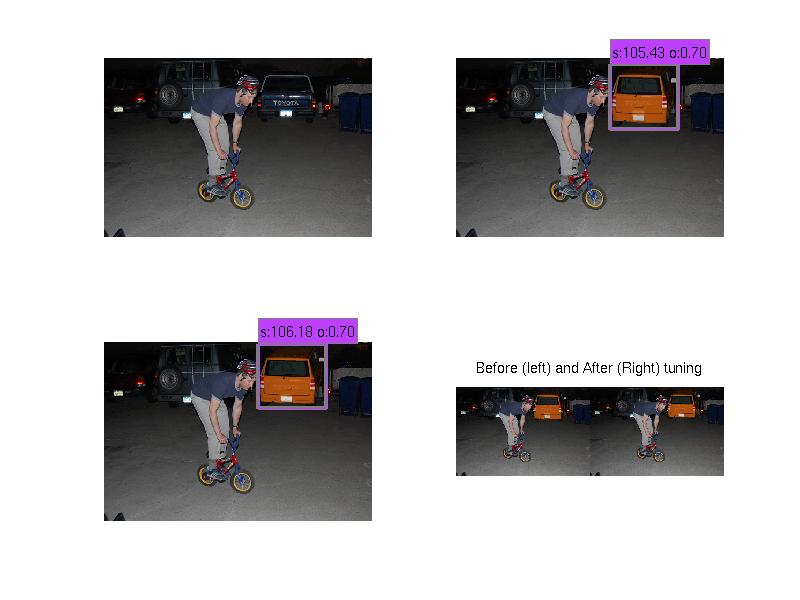 TOYOTA
s:105.43 o:0.70
s:106.18 o:0.70
Before (left) and After (Right) tuning